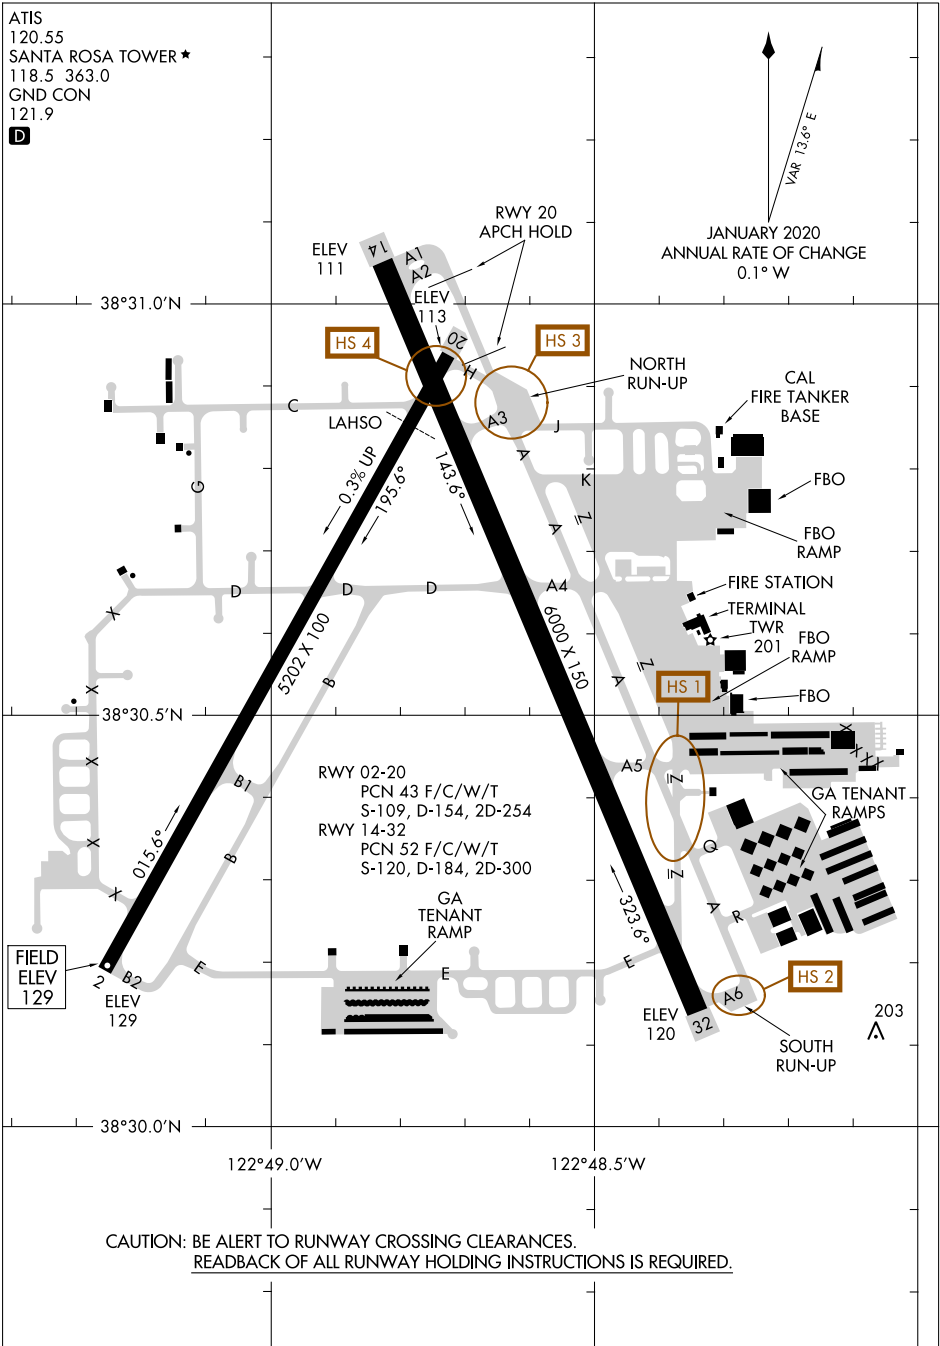 ATIS
120.55
SANTA ROSA TOWER ★
118.5 363.0
GND CON
121.9
D
VAR 13.6° E
JANUARY 2020
ANNUAL RATE OF CHANGE
0.1° W
RWY 20
APCH HOLD
ELEV
111
14
A1
A2
38°31.0'N
ELEV
113
20
HS 4
HS 3
H
NORTH
RUN-UP
CAL
FIRE TANKER
BASE
C
LAHSO
A3
J
A
0.3% UP
195.6°
143.6°
G
K
FBO
Z
A
FBO
RAMP
D
D
D
A4
FIRE STATION
TERMINAL
TWR
201
X
5202 X 100
6000 X 150
FBO
RAMP
B
A
Z
X
HS 1
FBO
38°30.5'N
X
X
X
X
X
B1
RWY 02-20
PCN 43 F/C/W/T
S-109, D-154, 2D-254
RWY 14-32
PCN 52 F/C/W/T
S-120, D-184, 2D-300
A5
Z
GA TENANT
RAMPS
015.6°
X
B
Q
Z
X
GA
TENANT
RAMP
323.6°
A
R
FIELD
ELEV
129
2
B2
E
E
E
ELEV
129
HS 2
A6
ELEV
120
32
203
SOUTH
RUN-UP
38°30.0'N
122°49.0'W
122°48.5'W
CAUTION: BE ALERT TO RUNWAY CROSSING CLEARANCES.
READBACK OF ALL RUNWAY HOLDING INSTRUCTIONS IS REQUIRED.